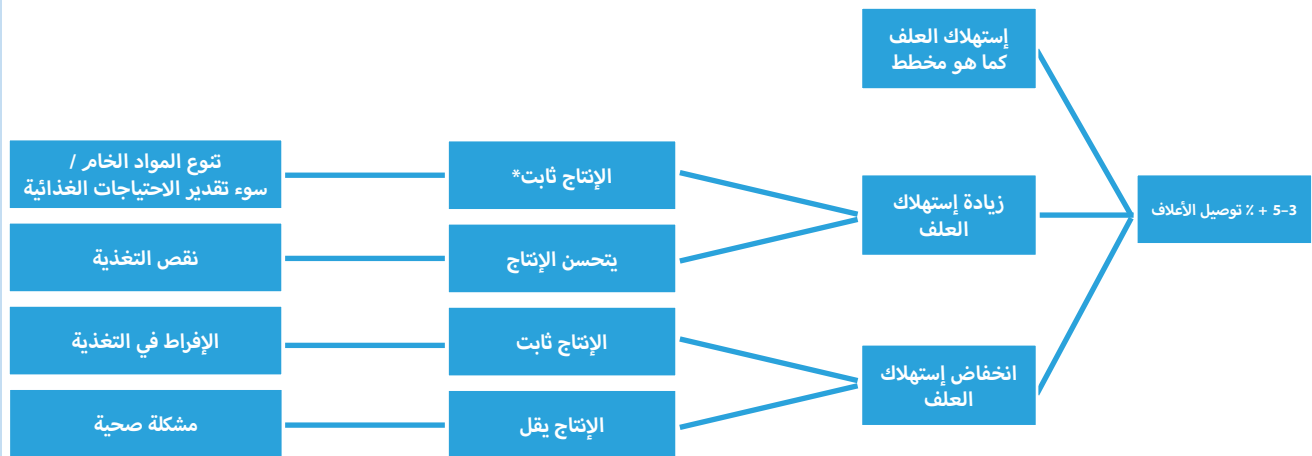 3–5 + ٪ توصيل الأعلاف
إستهلاك العلف
كما هو مخطط
زيادة إستهلاك
العلف
انخفاض إستهلاك
العلف
الإنتاج ثابت*
يتحسن الإنتاج
الإنتاج ثابت
الإنتاج يقل
تنوع المواد الخام /
سوء تقدير الاحتياجات الغذائية
نقص التغذية
الإفراط في التغذية
مشكلة صحية